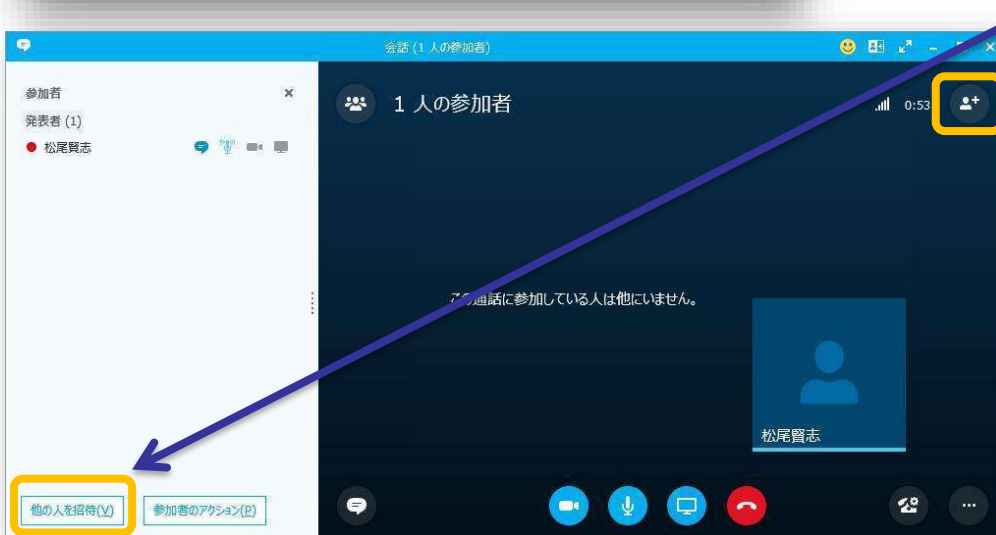 会話 (1 人の参加者)
参加者
発表者 (1)
松尾賢志
他の人を招待(V)
参加者のアクション(P)
1 人の参加者
0:53
この通話に参加している人は他にいません。
松尾賢志